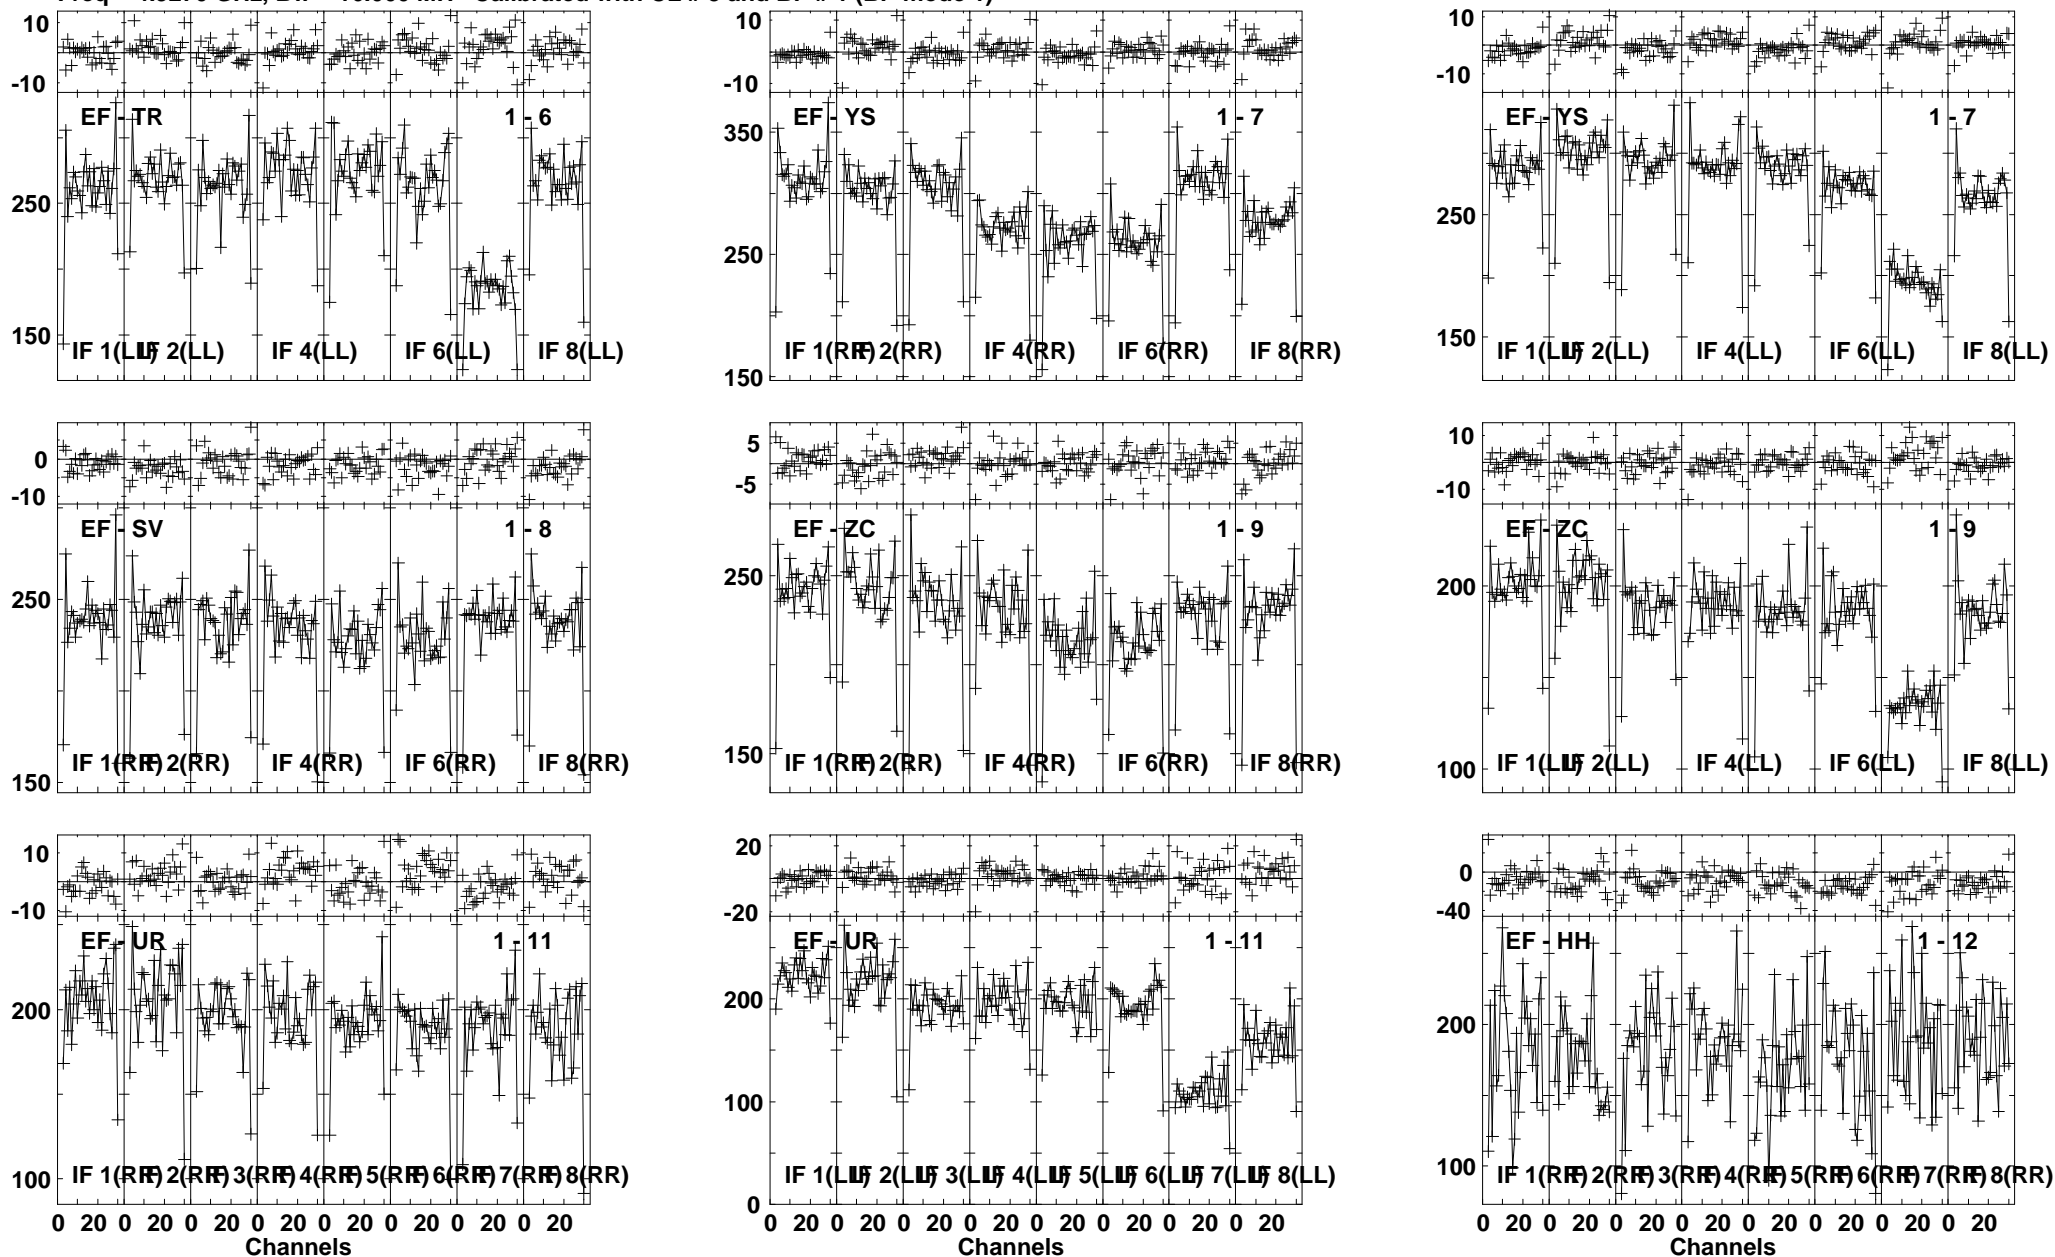 10
-10
EF - TR
1 - 6
250
150
IF 1(LL)
IF 2(LL)
IF 4(LL)
IF 6(LL)
IF 8(LL)
10
-10
EF - YS
1 - 7
350
250
150
IF 1(RR)
IF 2(RR)
IF 4(RR)
IF 6(RR)
IF 8(RR)
10
-10
EF - YS
1 - 7
250
150
IF 1(LL)
IF 2(LL)
IF 4(LL)
IF 6(LL)
IF 8(LL)
0
-10
EF - SV
1 - 8
250
150
IF 1(RR)
IF 2(RR)
IF 4(RR)
IF 6(RR)
IF 8(RR)
5
-5
EF - ZC
1 - 9
250
150
IF 1(RR)
IF 2(RR)
IF 4(RR)
IF 6(RR)
IF 8(RR)
10
-10
EF - ZC
1 - 9
200
100
IF 1(LL)
IF 2(LL)
IF 4(LL)
IF 6(LL)
IF 8(LL)
10
-10
EF - UR
1 - 11
200
100
IF 1(RR)
IF 2(RR)
IF 3(RR)
IF 4(RR)
IF 5(RR)
IF 6(RR)
IF 7(RR)
IF 8(RR)
0 20 0 20 0 20 0 20 0 20 0 20 0 20 0 20
Channels
20
-20
EF - UR
1 - 11
200
100
0
IF 1(LL)
IF 2(LL)
IF 3(LL)
IF 4(LL)
IF 5(LL)
IF 6(LL)
IF 7(LL)
IF 8(LL)
0 20 0 20 0 20 0 20 0 20 0 20 0 20 0 20
Channels
0
-40
EF - HH
1 - 12
200
100
IF 1(RR)
IF 2(RR)
IF 3(RR)
IF 4(RR)
IF 5(RR)
IF 6(RR)
IF 7(RR)
IF 8(RR)
0 20 0 20 0 20 0 20 0 20 0 20 0 20 0 20
Channels